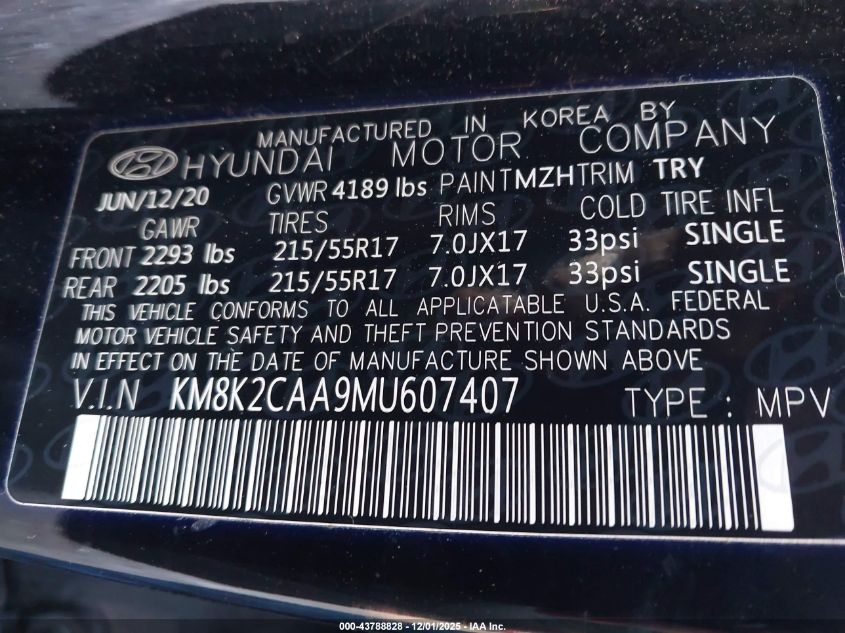 MANUFACTURED IN KOREA BY
HYUNDAI MOTOR COMPANY
JUN/12/20 GVWR 4189 lbs PAINT MZH TRIM TRY
GAWR TIRES RIMS COLD TIRE INFL
FRONT 2293 lbs 215/55R17 7.0JX17 33psi SINGLE
REAR 2205 lbs 215/55R17 7.0JX17 33psi SINGLE
THIS VEHICLE CONFORMS TO ALL APPLICATABLE U.S.A. FEDERAL
MOTOR VEHICLE SAFETY AND THEFT PREVENTION STANDARDS
IN EFFECT ON THE DATE OF MANUFACTURE SHOWN ABOVE
V.I.N KM8K2CAA9MU607407 TYPE : MPV
000-43788828 - 12/01/2025 - IAA Inc.